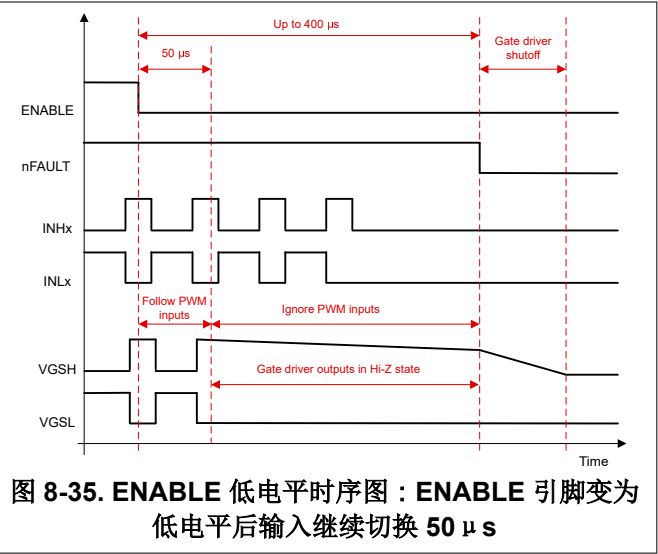 Up to 400 μs
Gate driver
shutoff
50 μs
ENABLE
nFAULT
INHx
INLx
Follow PWM
inputs
Ignore PWM inputs
VGSH
Gate driver outputs in Hi-Z state
VGSL
Time
图 8-35. ENABLE 低电平时序图：ENABLE 引脚变为
低电平后输入继续切换 50 μ s